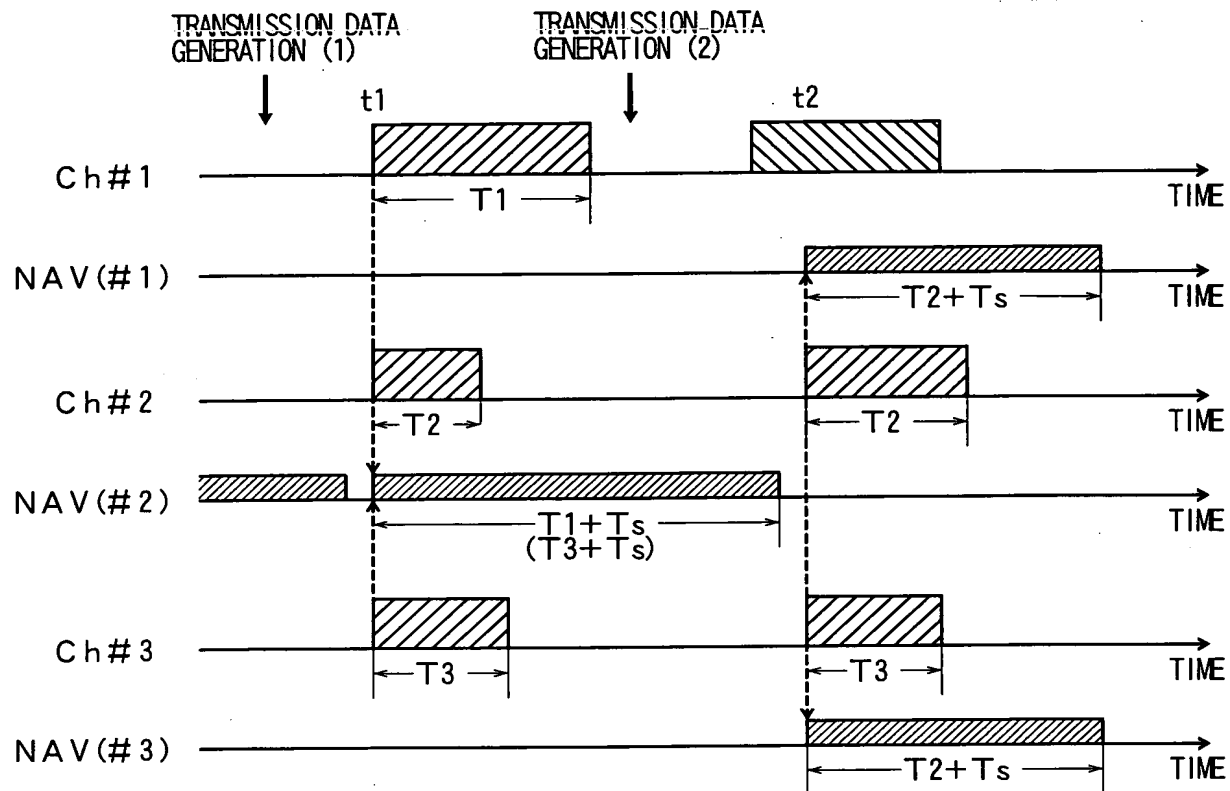 TRANSMISSION DATA
GENERATION (1)
TRANSMISSION DATA
GENERATION (2)
t1
t2
Ch#1
TIME
T1
NAV(#1)
TIME
T2+Ts
Ch#2
TIME
T2
T2
NAV(#2)
TIME
T1+Ts
(T3+Ts)
Ch#3
TIME
T3
T3
NAV(#3)
TIME
T2+Ts